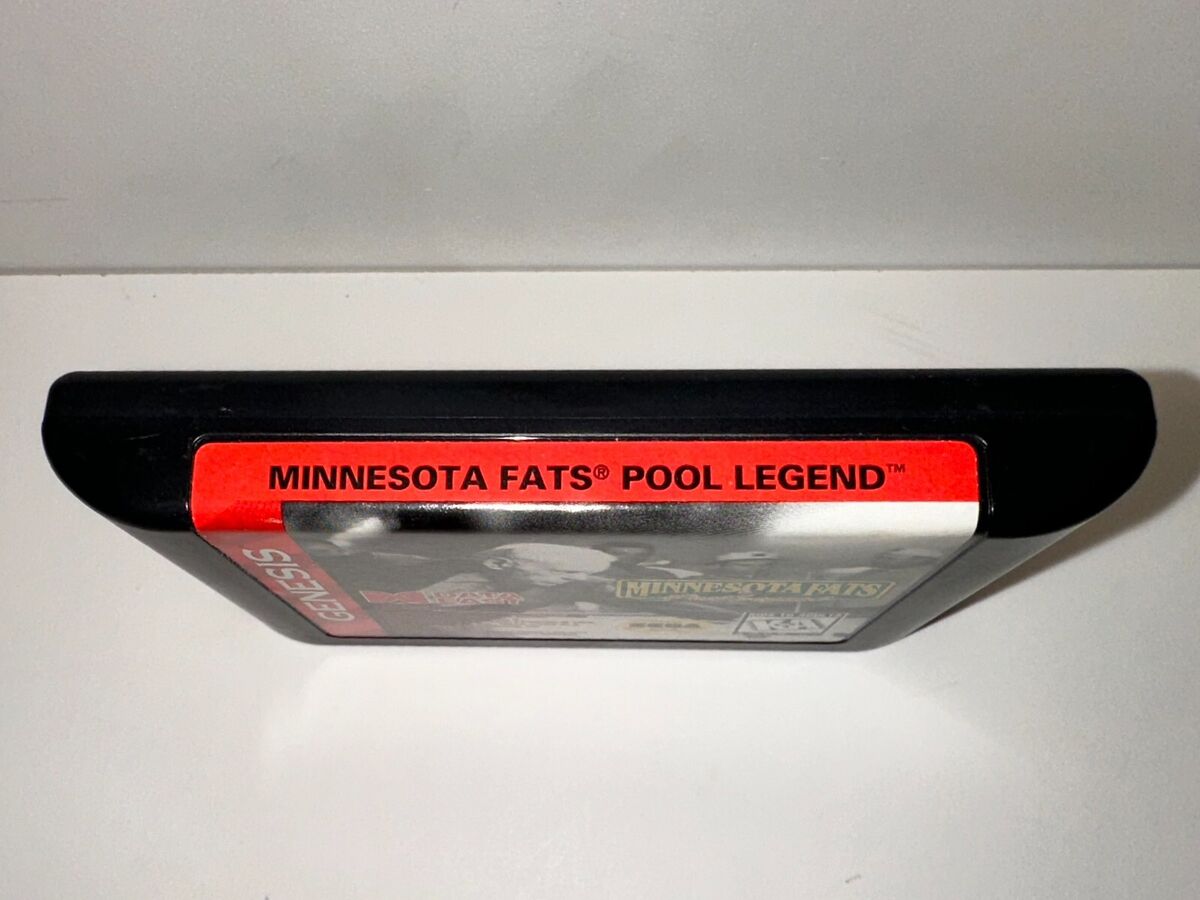 MINNESOTA FATS® POOL LEGEND™
GENESIS
MINNESOTA FATS
SEGA
K-A